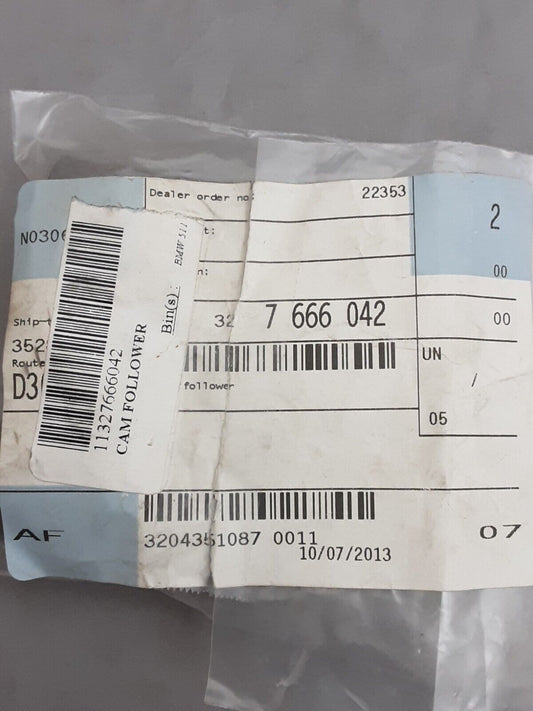 Dealer order no: 22353
2
N0306
t:
n:
00
Ship-t
32 7 666 042
00
352
Route
D3
follower
UN
/
05
11327666042
CAM FOLLOWER
Bin(s):
BMW 511
AF
3204351087 0011
10/07/2013
07